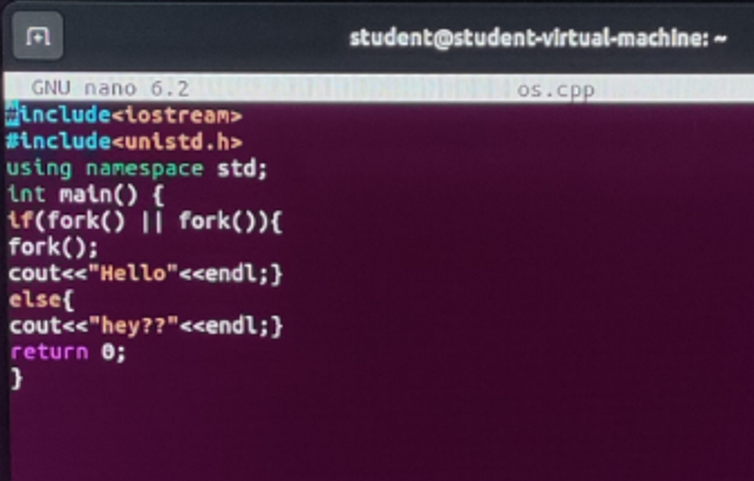 student@student-virtual-machine: ~
GNU nano 6.2 os.cpp
#include<iostream>
#include<unistd.h>
using namespace std;
int main() {
if(fork() || fork()){
fork();
cout<<"Hello"<<endl;}
else{
cout<<"hey??"<<endl;}
return 0;
}